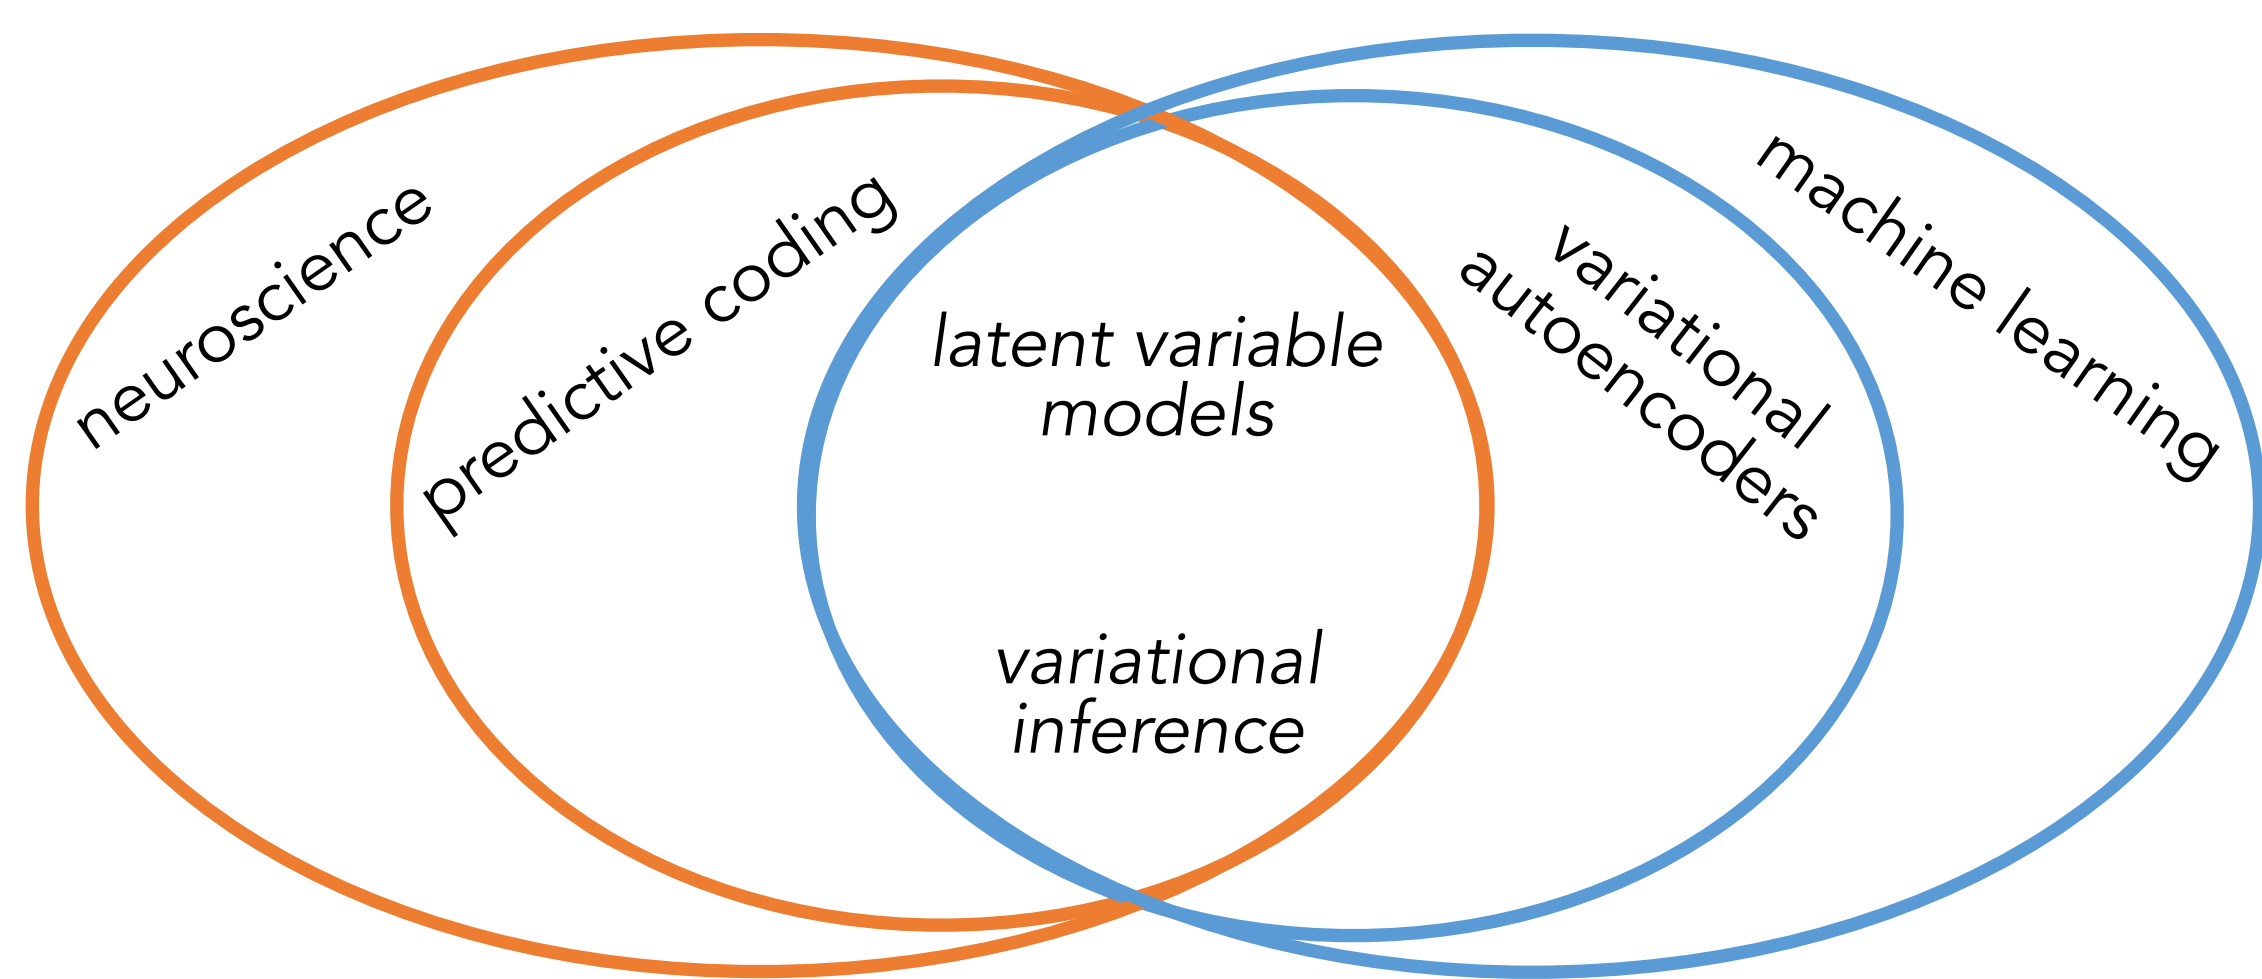 neuroscience
predictive coding
latent variable
models
variational
inference
variational
autoencoders
machine learning